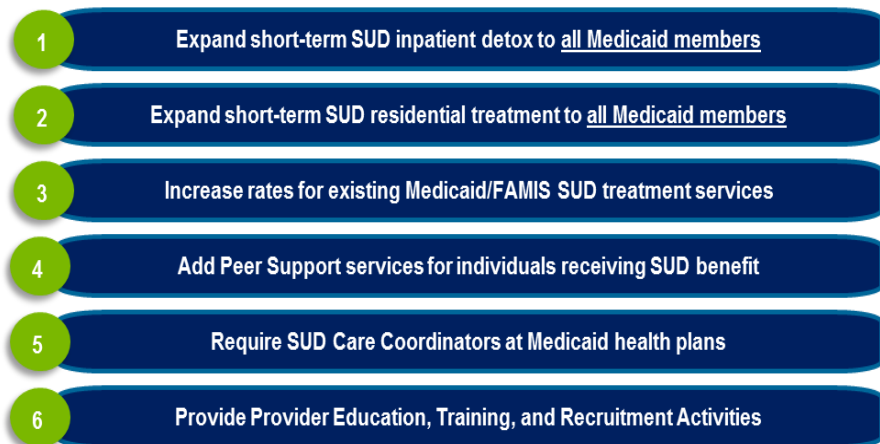 1 Expand short-term SUD inpatient detox to all Medicaid members
2 Expand short-term SUD residential treatment to all Medicaid members
3 Increase rates for existing Medicaid/FAMIS SUD treatment services
4 Add Peer Support services for individuals receiving SUD benefit
5 Require SUD Care Coordinators at Medicaid health plans
6 Provide Provider Education, Training, and Recruitment Activities